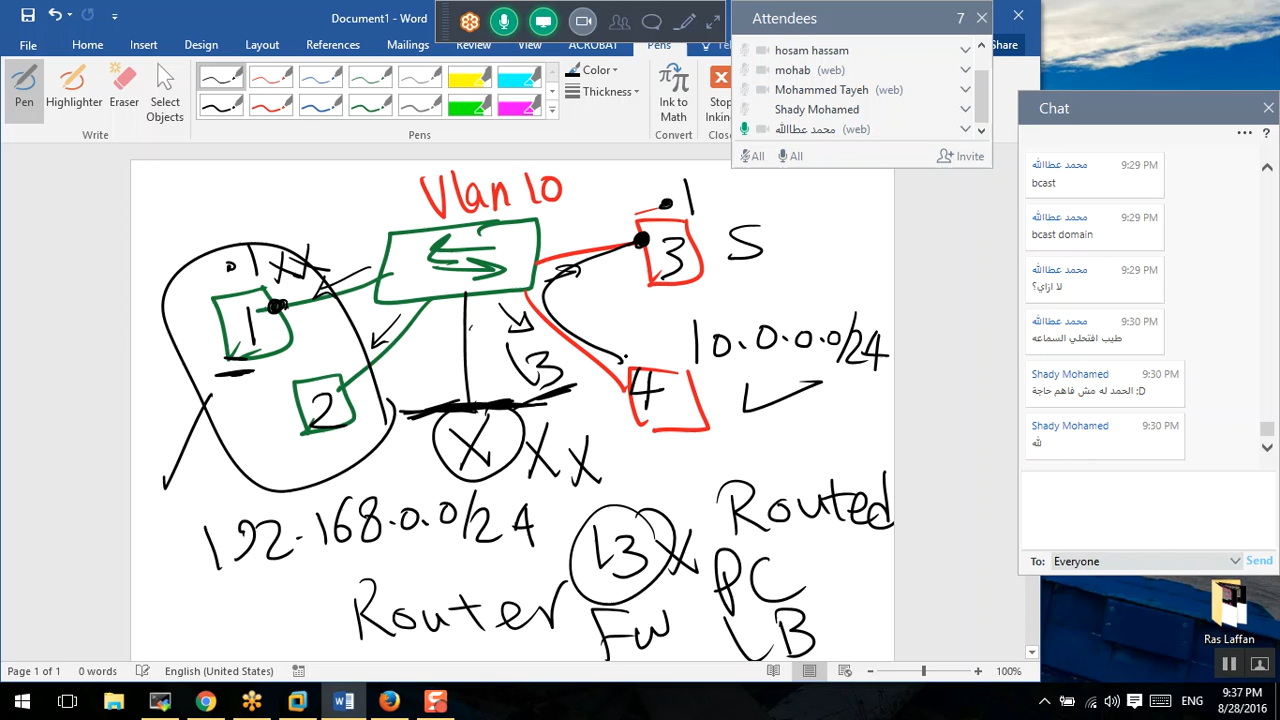 Document1 - Word
File
Home
Insert
Design
Layout
References
Mailings
Review
View
ACROBAT
Pens
Share
Pen
Highlighter
Eraser
Select
Objects
Color
Thickness
Ink to
Math
Stop
Write
Pens
Convert
Attendees 7
hosam hassam
mohab (web)
Mohammed Tayeh (web)
Shady Mohamed
محمد عطاالله (web)
All
All
Invite
Chat
محمد عطاالله 9:29 PM
bcast
محمد عطاالله 9:29 PM
bcast domain
محمد عطاالله 9:29 PM
لا ازاي؟
محمد عطاالله 9:30 PM
طيب افتحلي السماعه
Shady Mohamed 9:30 PM
الحمد له مش فاهم حاجة :D
Shady Mohamed 9:30 PM
لله
To: Everyone
Send
Vlan 10
.1
.1
1
3
S
2
4
L3
10.0.0.0/24
X
X X
192.168.0.0/24
L3
X
Routed
Router
PC
FW
LB
Ras Laffan
Page 1 of 1
0 words
English (United States)
100%
ENG
9:37 PM
8/28/2016